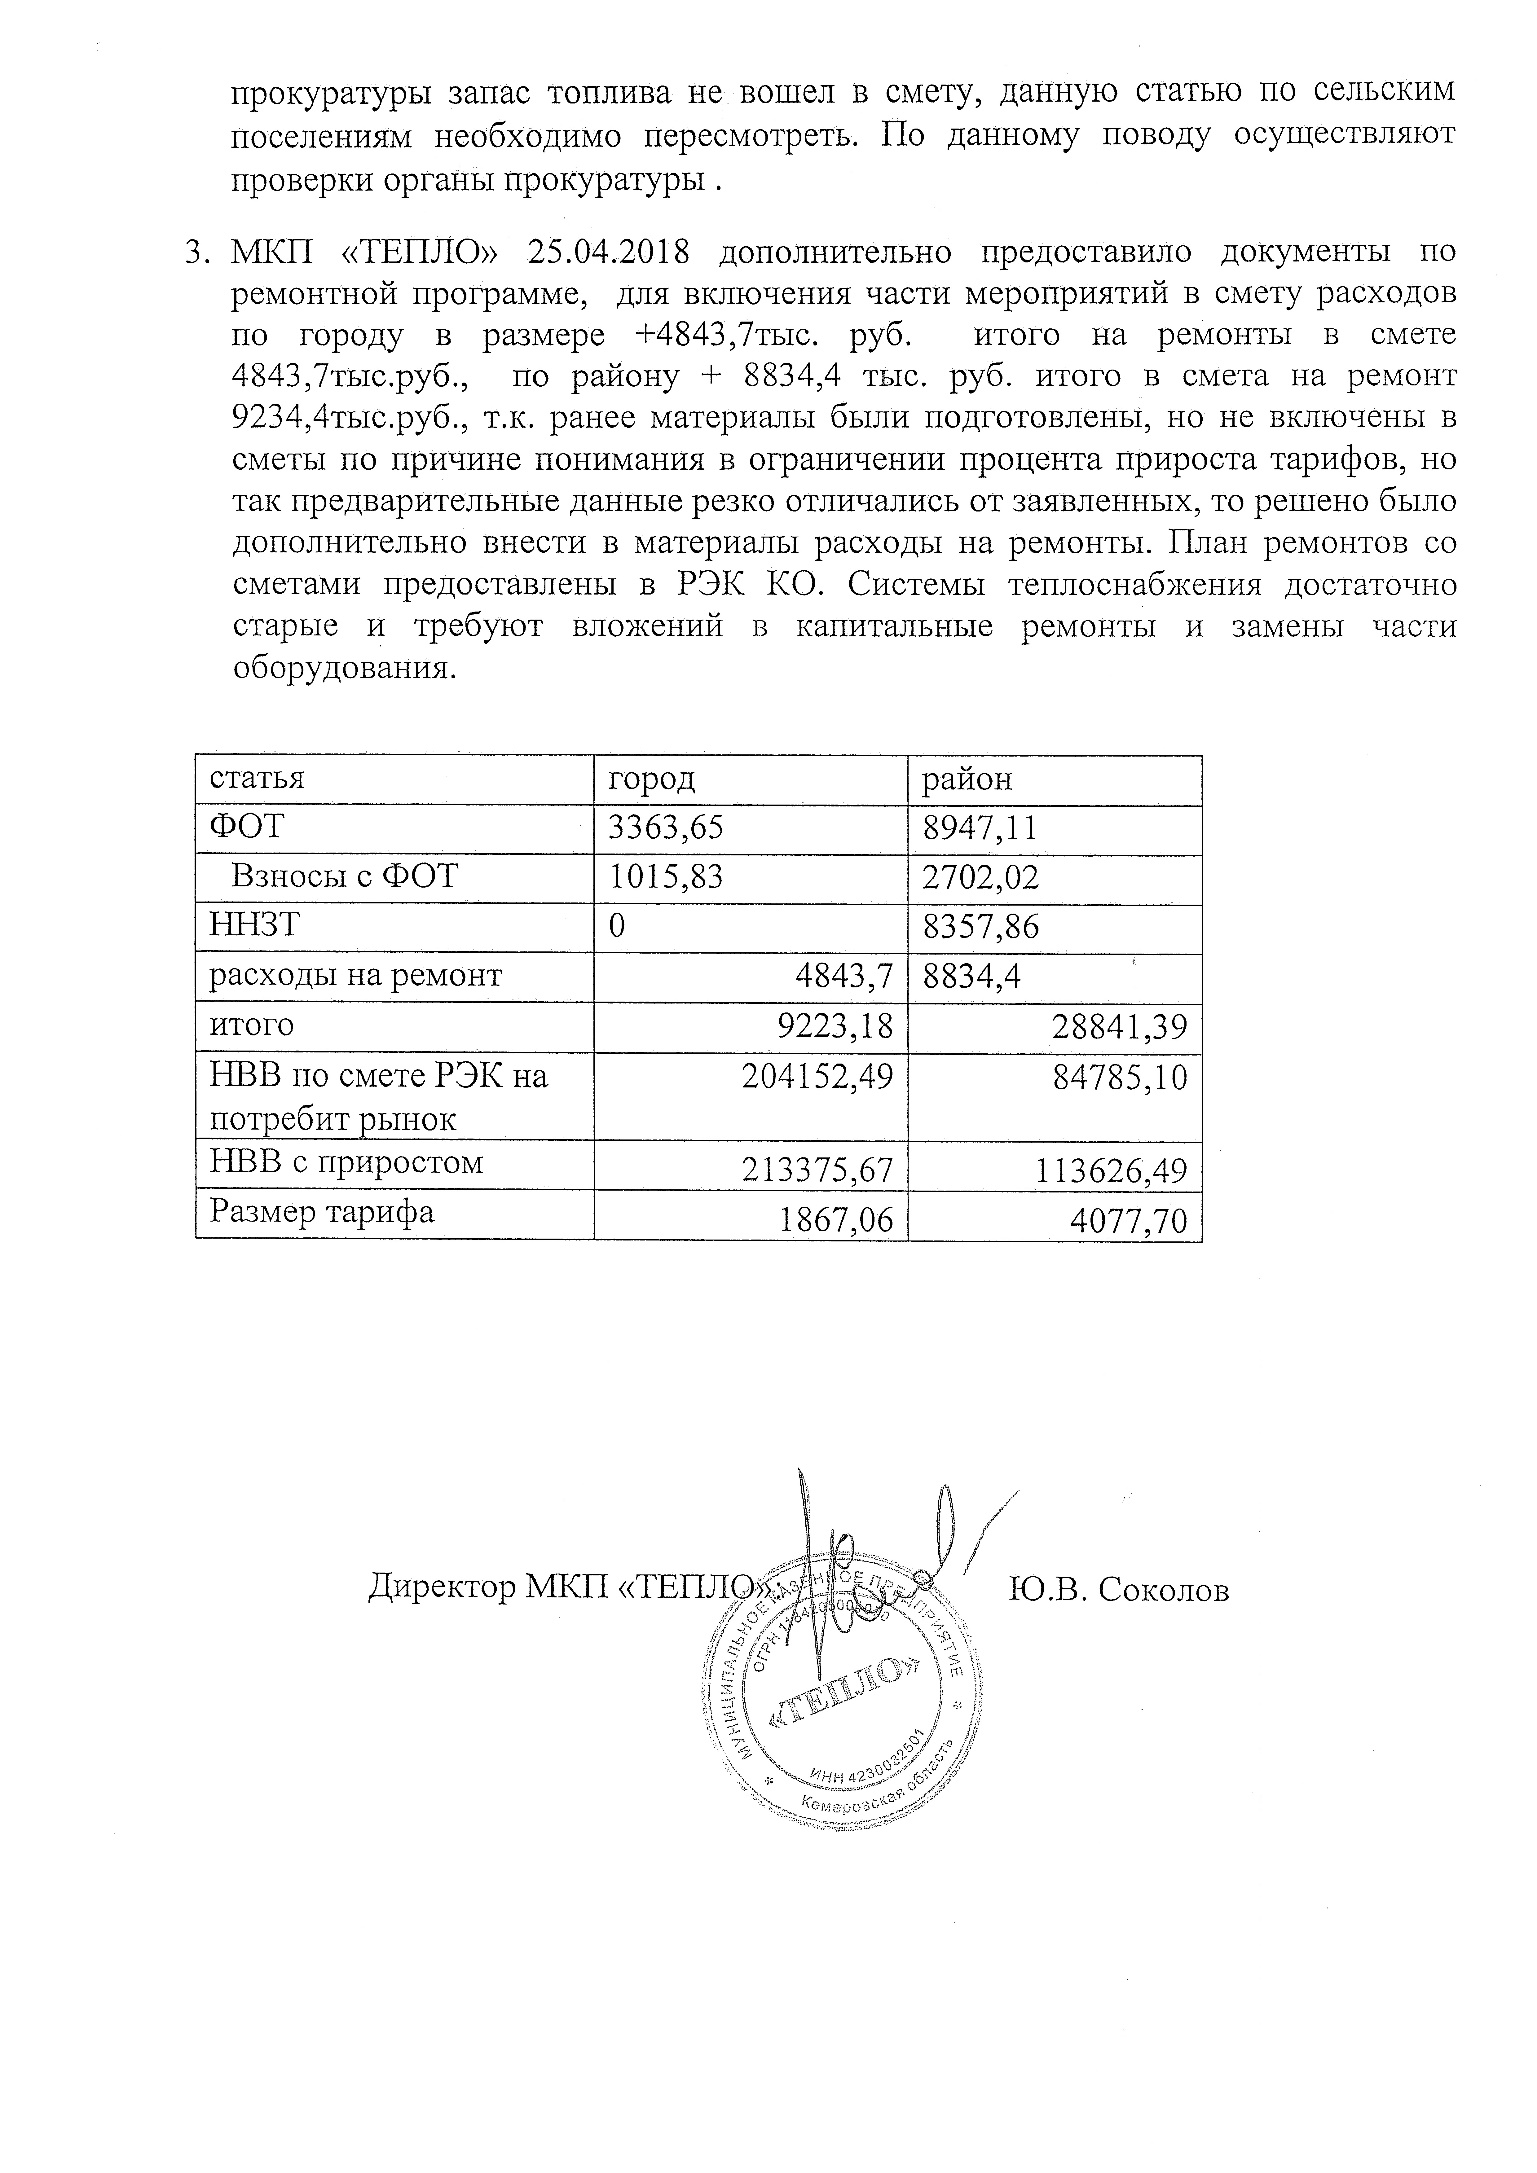 прокуратуры запас топлива не вошел в смету, данную статью по сельским
поселениям необходимо пересмотреть. По данному поводу осуществляют
проверки органы прокуратуры .
3. МКП «ТЕПЛО» 25.04.2018 дополнительно предоставило документы по
ремонтной программе, для включения части мероприятий в смету расходов
по городу в размере +4843,7тыс. руб. итого на ремонты в смете
4843,7тыс.руб., по району + 8834,4 тыс. руб. итого в смета на ремонт
9234,4тыс.руб., т.к. ранее материалы были подготовлены, но не включены в
сметы по причине понимания в ограничении процента прироста тарифов, но
так предварительные данные резко отличались от заявленных, то решено было
дополнительно внести в материалы расходы на ремонты. План ремонтов со
сметами предоставлены в РЭК КО. Системы теплоснабжения достаточно
старые и требуют вложений в капитальные ремонты и замены части
оборудования.
статья город район
ФОТ 3363,65 8947,11
Взносы с ФОТ 1015,83 2702,02
ННЗТ 0 8357,86
расходы на ремонт 4843,7 8834,4
итого 9223,18 28841,39
НВВ по смете РЭК на 204152,49 84785,10
потребит рынок
НВВ с приростом 213375,67 113626,49
Размер тарифа 1867,06 4077,70
Директор МКП «ТЕПЛО» Ю.В. Соколов
МУНИЦИПАЛЬНОЕ КАЗЕННОЕ ПРЕДПРИЯТИЕ
ОГРН
«ТЕПЛО»
ИНН 4230032501
Кемеровская область